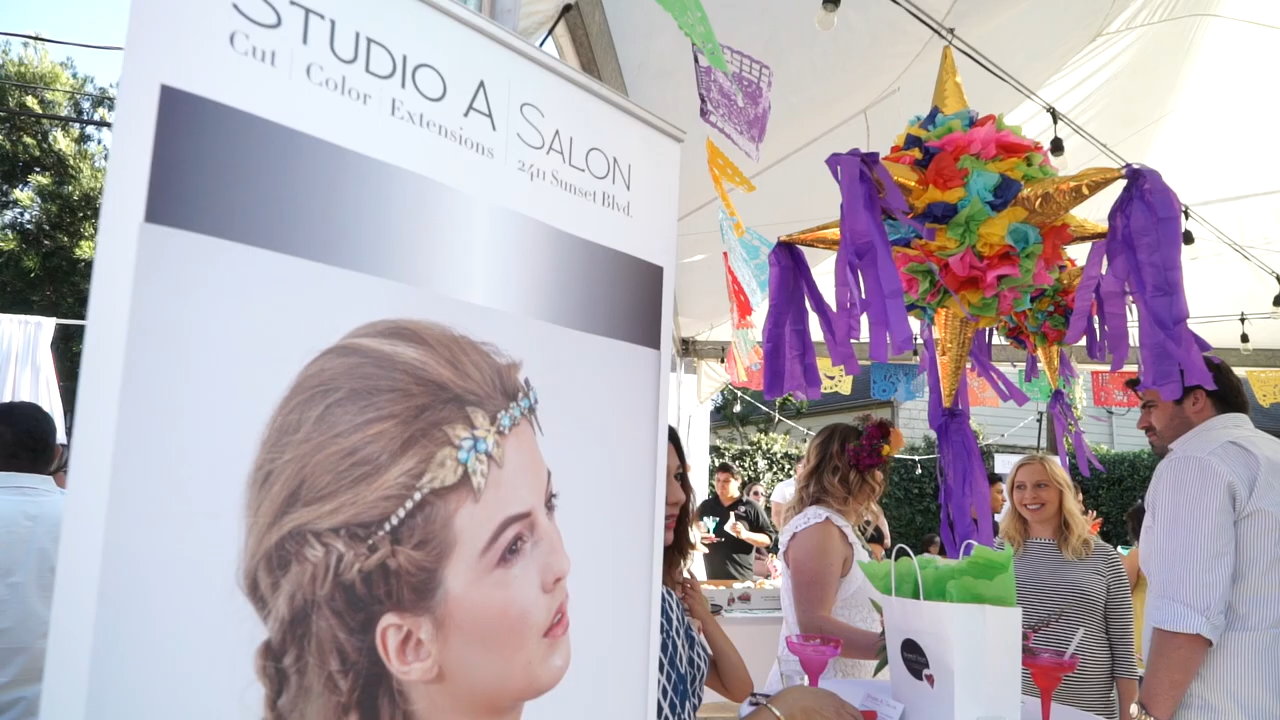 STUDIO A | SALON
Cut | Color | Extensions | 2411 Sunset Blvd.